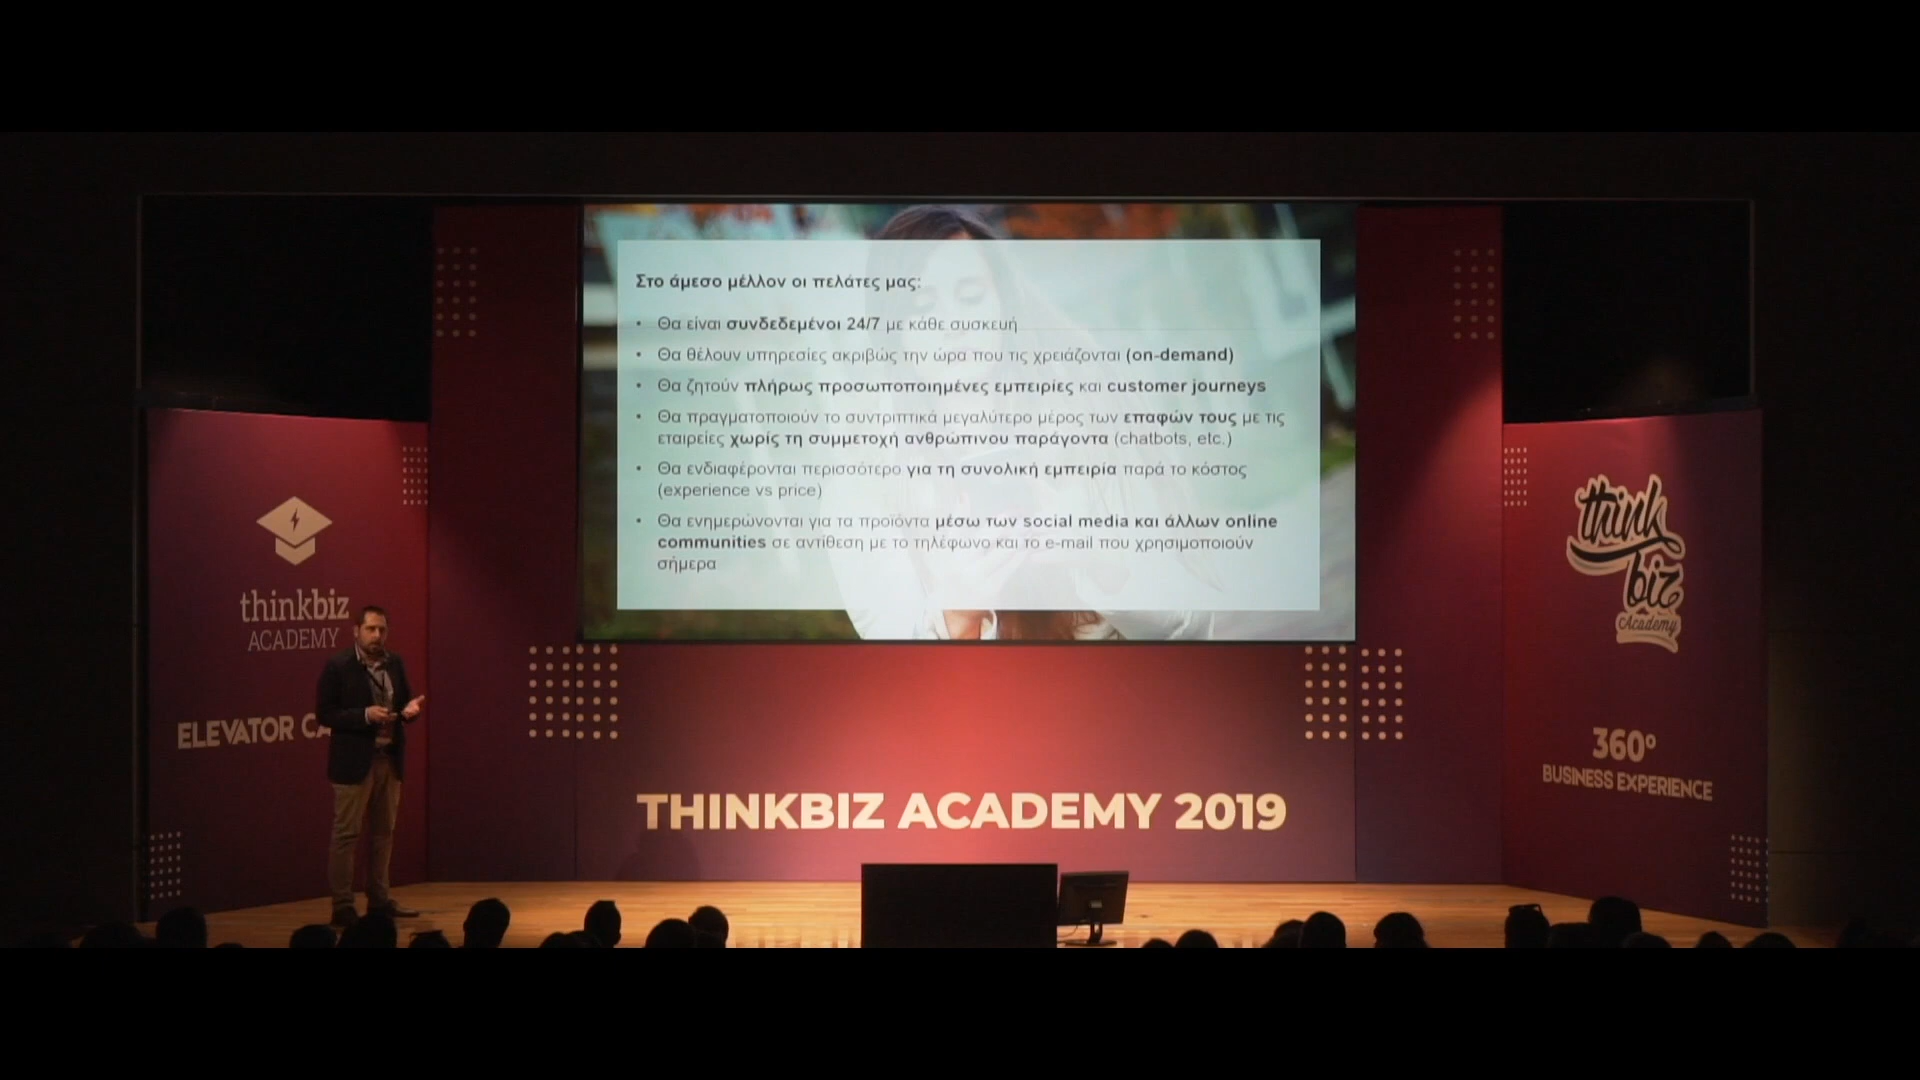 Στο άμεσο μέλλον οι πελάτες μας:
• Θα είναι συνδεδεμένοι 24/7 με κάθε συσκευή
• Θα θέλουν υπηρεσίες ακριβώς την ώρα που τις χρειάζονται (on-demand)
• Θα ζητούν πλήρως προσωποποιημένες εμπειρίες και customer journeys
• Θα πραγματοποιούν το συντριπτικά μεγαλύτερο μέρος των επαφών τους με τις
εταιρείες χωρίς τη συμμετοχή ανθρώπινου παράγοντα (chatbots, etc.)
• Θα ενδιαφέρονται περισσότερο για τη συνολική εμπειρία παρά το κόστος
(experience vs price)
• Θα ενημερώνονται για τα προϊόντα μέσω των social media και άλλων online
communities σε αντίθεση με το τηλέφωνο και το e-mail που χρησιμοποιούν
σήμερα
thinkbiz
ACADEMY
ELEVATOR CA
THINKBIZ ACADEMY 2019
think
biz
Academy
360º
BUSINESS EXPERIENCE